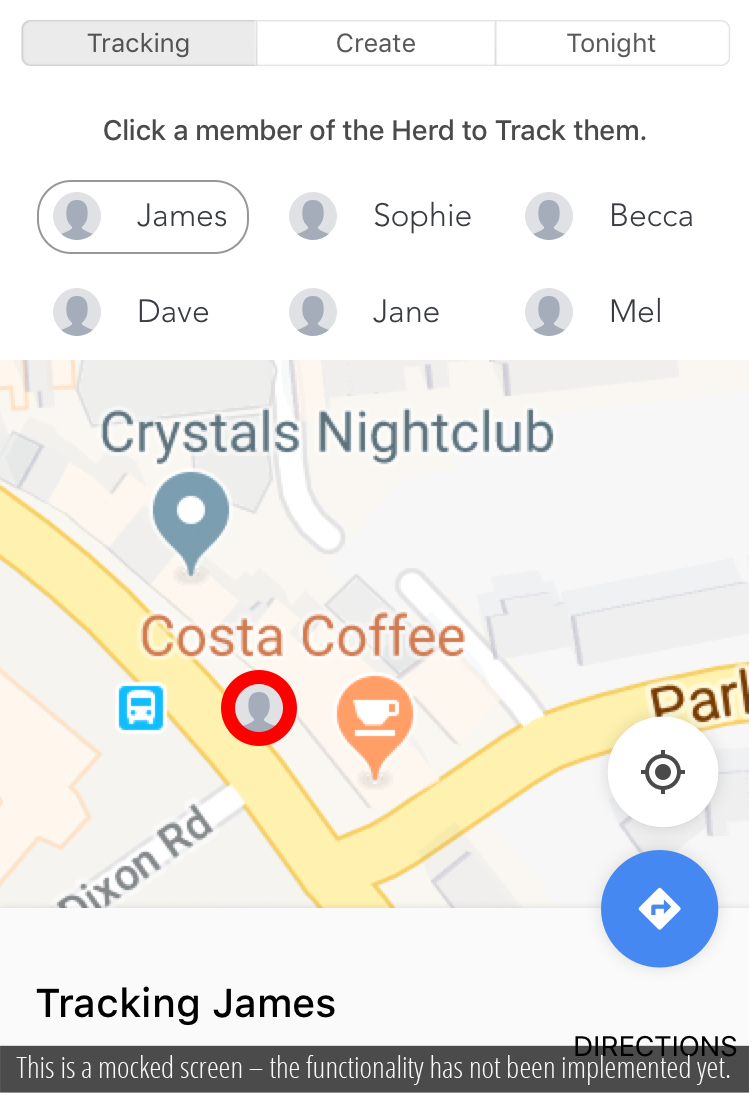 Tracking Create Tonight
Click a member of the Herd to Track them.
James Sophie Becca
Dave Jane Mel
Crystals Nightclub
Costa Coffee
Park
Dixon Rd
Tracking James
DIRECTIONS
This is a mocked screen – the functionality has not been implemented yet.